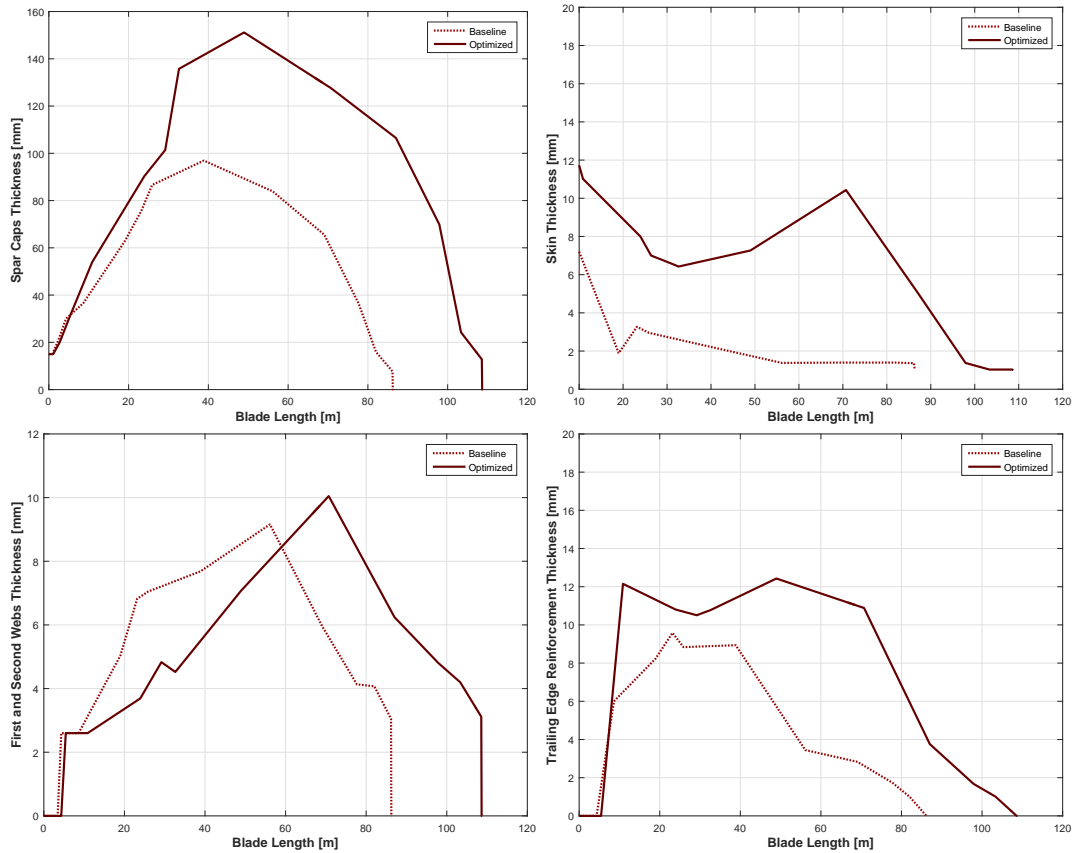 Spar Caps Thickness [mm]
160
140
120
100
80
60
40
20
0
0 20 40 60 80 100 120
Blade Length [m]
Baseline
Optimized
Skin Thickness [mm]
20
18
16
14
12
10
8
6
4
2
0
10 20 30 40 50 60 70 80 90 100 110 120
Blade Length [m]
Baseline
Optimized
First and Second Webs Thickness [mm]
12
10
8
6
4
2
0
0 20 40 60 80 100 120
Blade Length [m]
Baseline
Optimized
Trailing Edge Reinforcement Thickness [mm]
20
18
16
14
12
10
8
6
4
2
0
0 20 40 60 80 100 120
Blade Length [m]
Baseline
Optimized